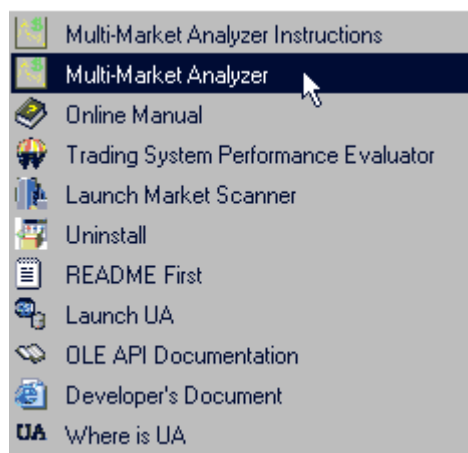 Multi-Market Analyzer Instructions
Multi-Market Analyzer
Online Manual
Trading System Performance Evaluator
Launch Market Scanner
Uninstall
README First
Launch UA
OLE API Documentation
Developer's Document
UA Where is UA